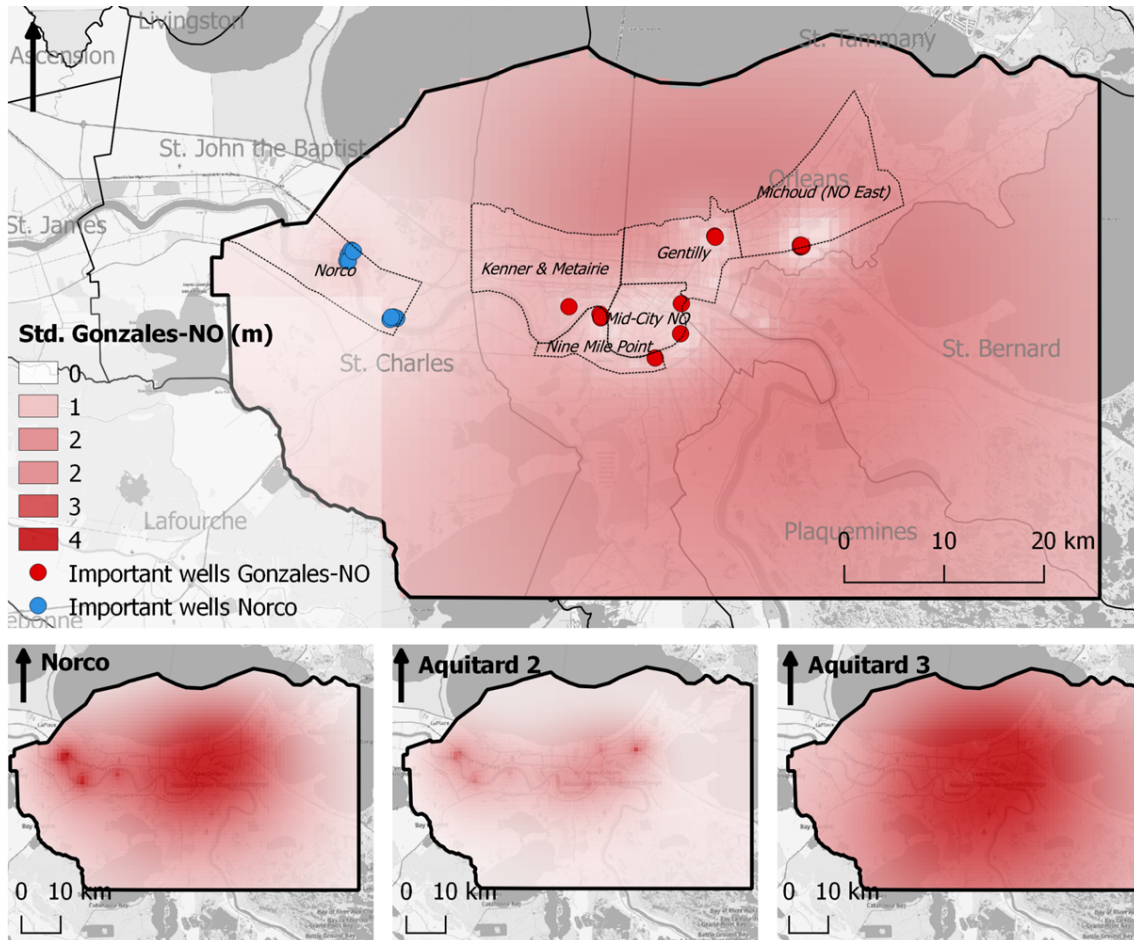 Livingston
St. Tammany
Ascension
St. John the Baptist
Orleans
Michoud (NO East)
St. James
Gentilly
Norco
Kenner & Metairie
Std. Gonzales-NO (m)
Mid-City NO
Nine Mile Point
St. Bernard
St. Charles
0
1
2
2
3
4
Lafourche
Plaquemines
0 10 20 km
Important wells Gonzales-NO
Important wells Norco
ebonne
Norco
Aquitard 2
Aquitard 3
0 10 km
0 10 km
0 10 km